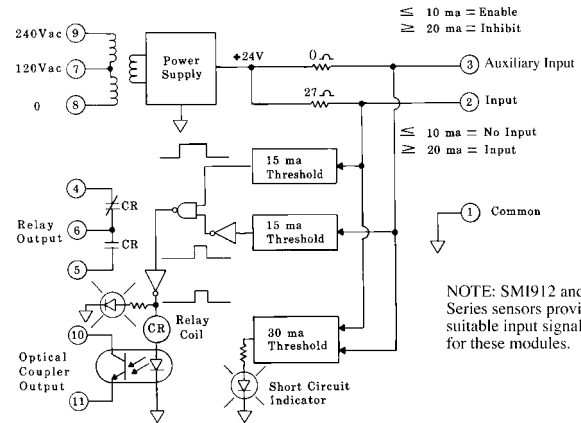 240Vac 9
120Vac 7
0 8
Power
Supply
+24V
0 Ω
27 Ω
≦ 10 ma = Enable
≧ 20 ma = Inhibit
3 Auxiliary Input
2 Input
≦ 10 ma = No Input
≧ 20 ma = Input
15 ma
Threshold
15 ma
Threshold
4
CR
Relay
Output
6
CR
5
1 Common
CR
Relay
Coil
30 ma
Threshold
Short Circuit
Indicator
10
Optical
Coupler
Output
11
NOTE: SM1912 and
Series sensors provi
suitable input signal
for these modules.